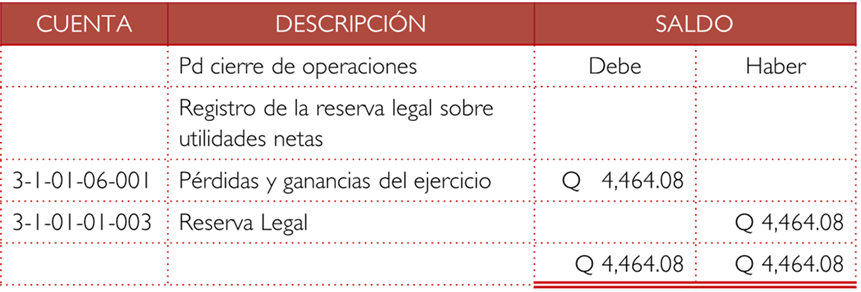 CUENTA DESCRIPCIÓN SALDO
Pd cierre de operaciones Debe Haber
Registro de la reserva legal sobre
utilidades netas
3-1-01-06-001 Pérdidas y ganancias del ejercicio Q 4,464.08
3-1-01-01-003 Reserva Legal Q 4,464.08
Q 4,464.08 Q 4,464.08